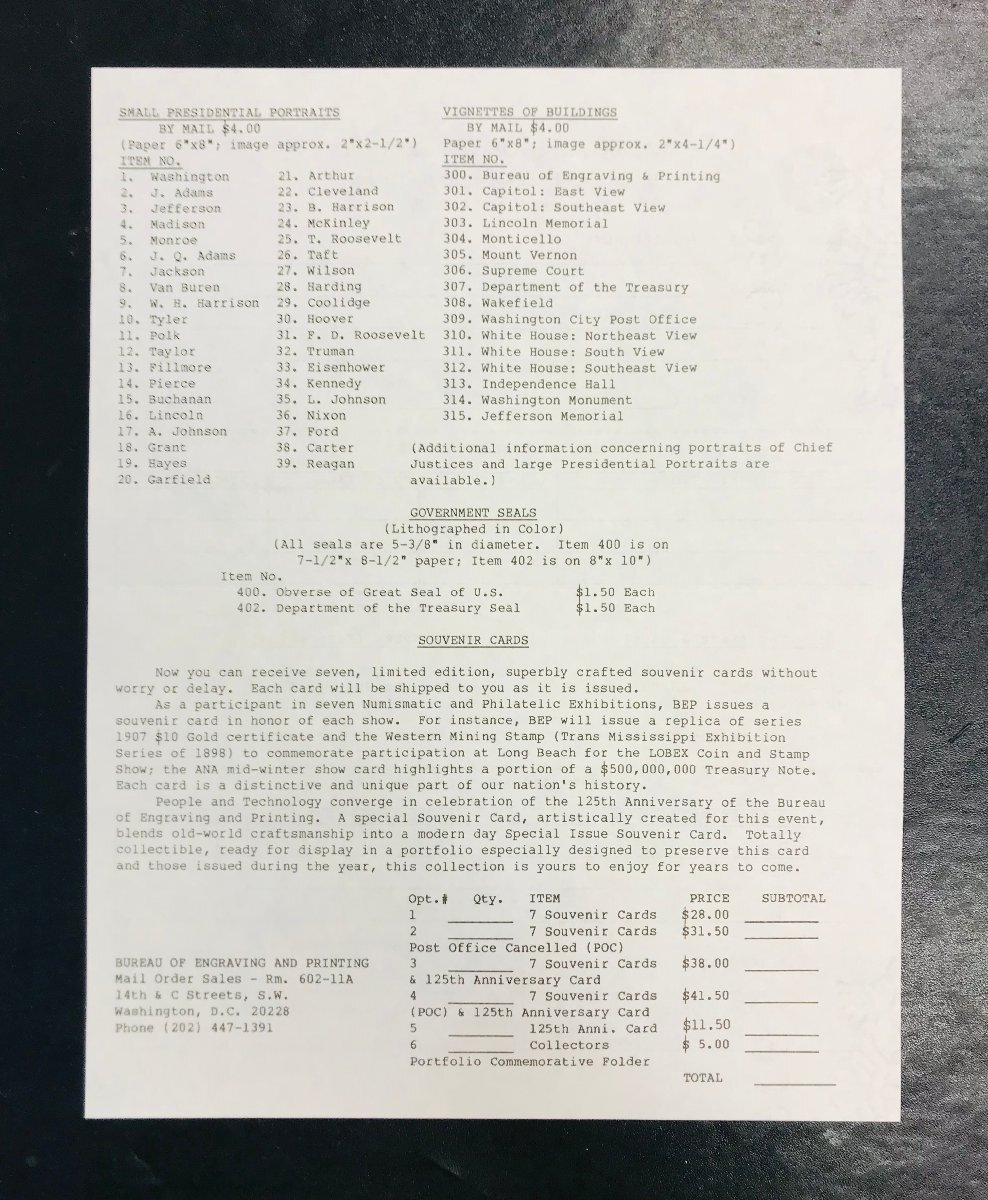 SMALL PRESIDENTIAL PORTRAITS
BY MAIL $4.00
(Paper 6"x8"; image approx. 2"x2-1/2")
ITEM NO.
1. Washington
2. J. Adams
3. Jefferson
4. Madison
5. Monroe
6. J. Q. Adams
7. Jackson
8. Van Buren
9. W. H. Harrison
10. Tyler
11. Polk
12. Taylor
13. Fillmore
14. Pierce
15. Buchanan
16. Lincoln
17. A. Johnson
18. Grant
19. Hayes
20. Garfield
21. Arthur
22. Cleveland
23. B. Harrison
24. McKinley
25. T. Roosevelt
26. Taft
27. Wilson
28. Harding
29. Coolidge
30. Hoover
31. F. D. Roosevelt
32. Truman
33. Eisenhower
34. Kennedy
35. L. Johnson
36. Nixon
37. Ford
38. Carter
39. Reagan
VIGNETTES OF BUILDINGS
BY MAIL $4.00
Paper 6"x8"; image approx. 2"x4-1/4")
ITEM NO.
300. Bureau of Engraving & Printing
301. Capitol: East View
302. Capitol: Southeast View
303. Lincoln Memorial
304. Monticello
305. Mount Vernon
306. Supreme Court
307. Department of the Treasury
308. Wakefield
309. Washington City Post Office
310. White House: Northeast View
311. White House: South View
312. White House: Southeast View
313. Independence Hall
314. Washington Monument
315. Jefferson Memorial
(Additional information concerning portraits of Chief
Justices and large Presidential Portraits are
available.)
GOVERNMENT SEALS
(Lithographed in Color)
(All seals are 5-3/8" in diameter. Item 400 is on
7-1/2"x 8-1/2" paper; Item 402 is on 8"x 10")
Item No.
400. Obverse of Great Seal of U.S. $1.50 Each
402. Department of the Treasury Seal $1.50 Each
SOUVENIR CARDS
Now you can receive seven, limited edition, superbly crafted souvenir cards without
worry or delay. Each card will be shipped to you as it is issued.
As a participant in seven Numismatic and Philatelic Exhibitions, BEP issues a
souvenir card in honor of each show. For instance, BEP will issue a replica of series
1907 $10 Gold certificate and the Western Mining Stamp (Trans Mississippi Exhibition
Series of 1898) to commemorate participation at Long Beach for the LOBEX Coin and Stamp
Show; the ANA mid-winter show card highlights a portion of a $500,000,000 Treasury Note.
Each card is a distinctive and unique part of our nation's history.
People and Technology converge in celebration of the 125th Anniversary of the Bureau
of Engraving and Printing. A special Souvenir Card, artistically created for this event,
blends old-world craftsmanship into a modern day Special Issue Souvenir Card. Totally
collectible, ready for display in a portfolio especially designed to preserve this card
and those issued during the year, this collection is yours to enjoy for years to come.
BUREAU OF ENGRAVING AND PRINTING
Mail Order Sales - Rm. 602-11A
14th & C Streets, S.W.
Washington, D.C. 20228
Phone (202) 447-1391
Opt.# Qty. ITEM PRICE SUBTOTAL
1 7 Souvenir Cards $28.00
2 7 Souvenir Cards $31.50
Post Office Cancelled (POC)
3 7 Souvenir Cards $38.00
& 125th Anniversary Card
4 7 Souvenir Cards $41.50
(POC) & 125th Anniversary Card
5 125th Anni. Card $11.50
6 Collectors $ 5.00
Portfolio Commemorative Folder
TOTAL